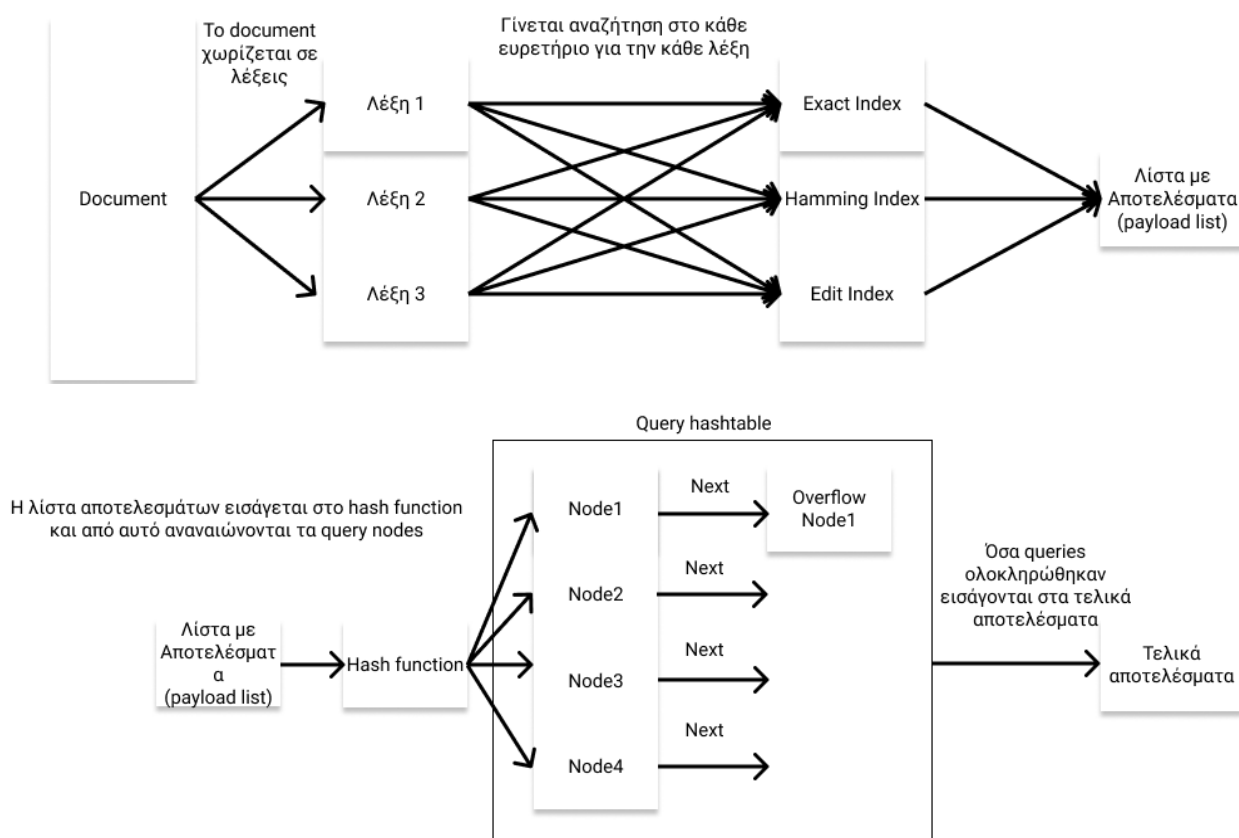 Το document
χωρίζεται σε
λέξεις
Γίνεται αναζήτηση στο κάθε
ευρετήριο για την κάθε λέξη
Document
Λέξη 1
Λέξη 2
Λέξη 3
Exact Index
Hamming Index
Edit Index
Λίστα με
Αποτελέσματα
(payload list)
Query hashtable
Η λίστα αποτελεσμάτων εισάγεται στο hash function
και από αυτό αναναιώνονται τα query nodes
Λίστα με
Αποτελέσματ
α
(payload list)
Hash function
Node1
Next
Overflow
Node1
Node2
Next
Node3
Next
Node4
Next
Όσα queries
ολοκληρώθηκαν
εισάγονται στα τελικά
αποτελέσματα
Τελικά
αποτελέσματα